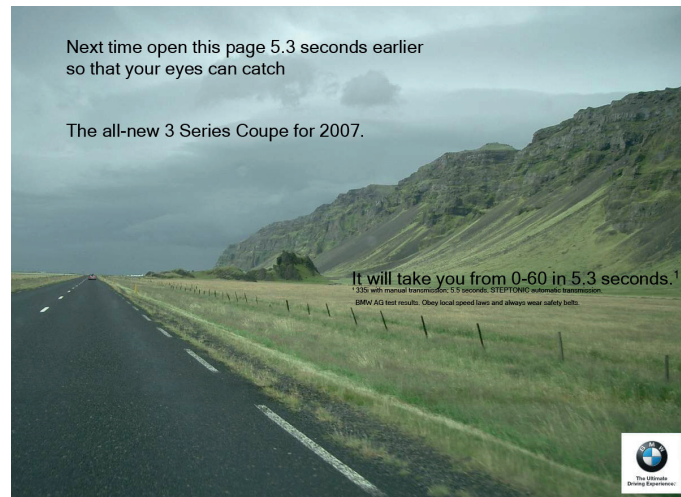 Next time open this page 5.3 seconds earlier
so that your eyes can catch
The all-new 3 Series Coupe for 2007.
It will take you from 0-60 in 5.3 seconds.¹
¹ 335i with manual transmission; 5.5 seconds, STEPTONIC automatic transmission.
BMW AG test results. Obey local speed laws and always wear safety belts.
BMW
The Ultimate
Driving Experience.